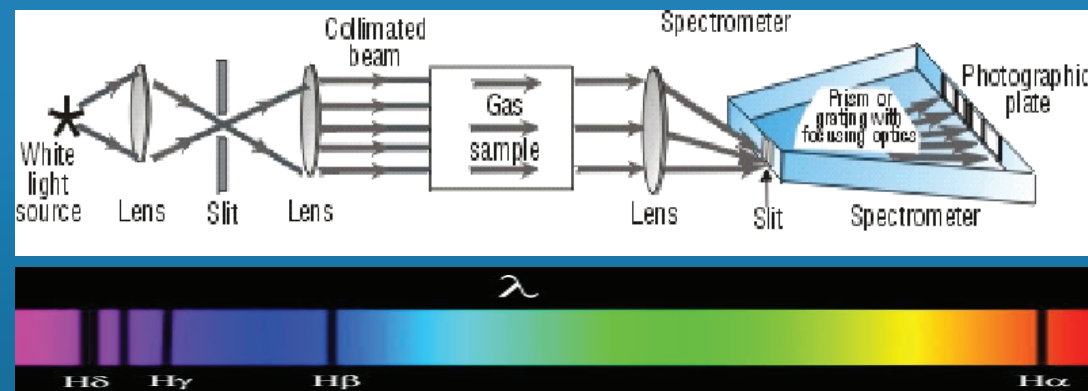 Collimated
beam
Spectrometer
Gas
sample
Prism or
grating with
focusing optics
Photographic
plate
White
light
source
Lens
Slit
Lens
Lens
Slit
Spectrometer
λ
Hδ
Hγ
Hβ
Hα